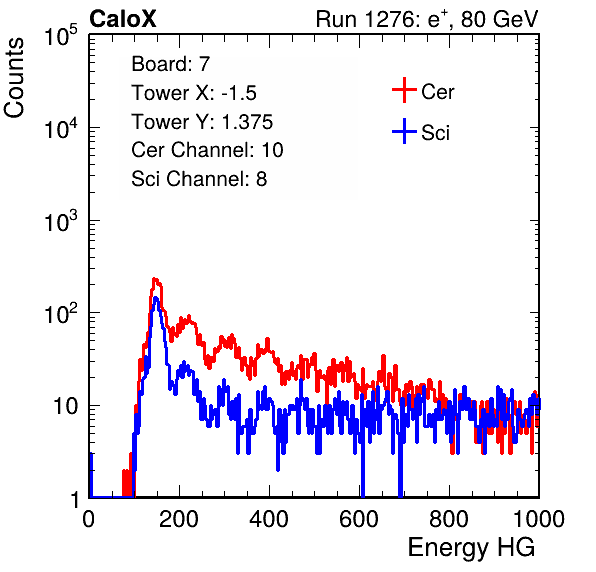 CaloX Run 1276: e⁺, 80 GeV
Counts
Board: 7
Tower X: -1.5
Tower Y: 1.375
Cer Channel: 10
Sci Channel: 8
Cer
Sci
10⁵
10⁴
10³
10²
10
1
0 200 400 600 800 1000
Energy HG